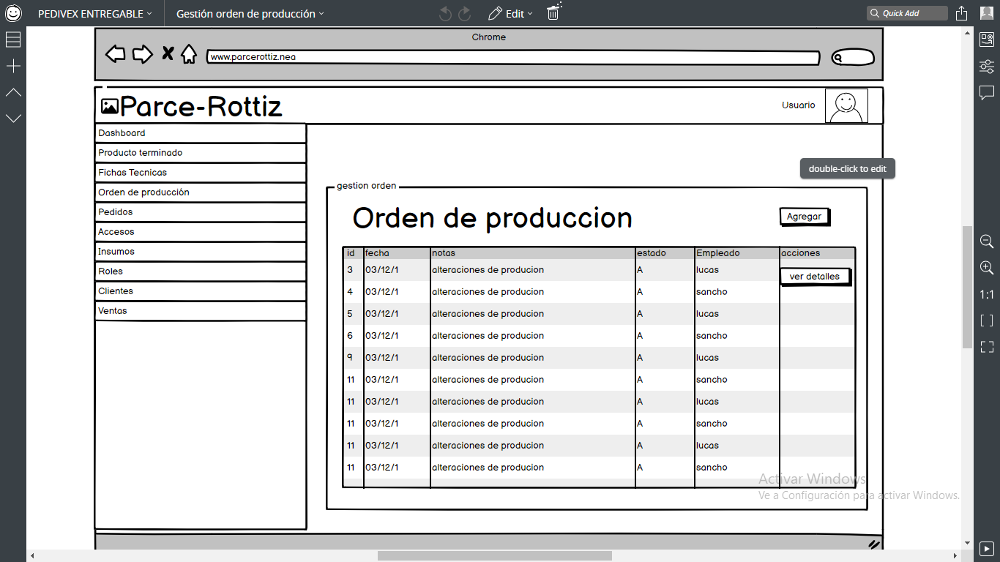 PEDIVEX ENTREGABLE
Gestión orden de producción
Edit
Quick Add
Chrome
www.parcerottiz.nea
Parce-Rottiz
Usuario
Dashboard
Producto terminado
Fichas Tecnicas
Orden de producción
Pedidos
Accesos
Insumos
Roles
Clientes
Ventas
double-click to edit
gestion orden
Orden de produccion
Agregar
id fecha notas estado Empleado acciones
3 03/12/1 alteraciones de producion A lucas ver detalles
4 03/12/1 alteraciones de producion A sancho
5 03/12/1 alteraciones de producion A lucas
6 03/12/1 alteraciones de producion A sancho
9 03/12/1 alteraciones de producion A lucas
11 03/12/1 alteraciones de producion A sancho
11 03/12/1 alteraciones de producion A lucas
11 03/12/1 alteraciones de producion A sancho
11 03/12/1 alteraciones de producion A lucas
11 03/12/1 alteraciones de producion A sancho
1:1
Activar Windows
Ve a Configuración para activar Windows.